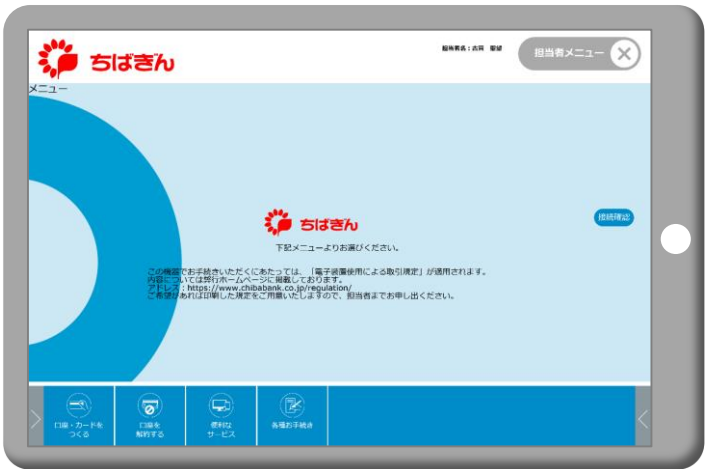 ちばぎん
担当者名：古岡
担当者メニュー
メニュー
ちばぎん
下記メニューよりお選びください。
接続確認
この機器でお手続きいただくにあたっては、「電子装置使用による取引規定」が適用されます。
内容については弊行ホームページに掲載しております。
アドレス：https://www.chibabank.co.jp/regulation/
ご希望があれば印刷した規定をご用意いたしますので、担当者までお申し出ください。
口座・カードを
つくる
口座を
解約する
便利な
サービス
各種お手続き